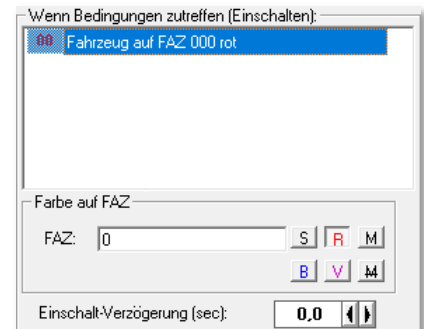 Wenn Bedingungen zutreffen (Einschalten):
00 Fahrzeug auf FAZ 000 rot
Farbe auf FAZ
FAZ: 0 S R M
B V M
Einschalt-Verzögerung (sec): 0,0